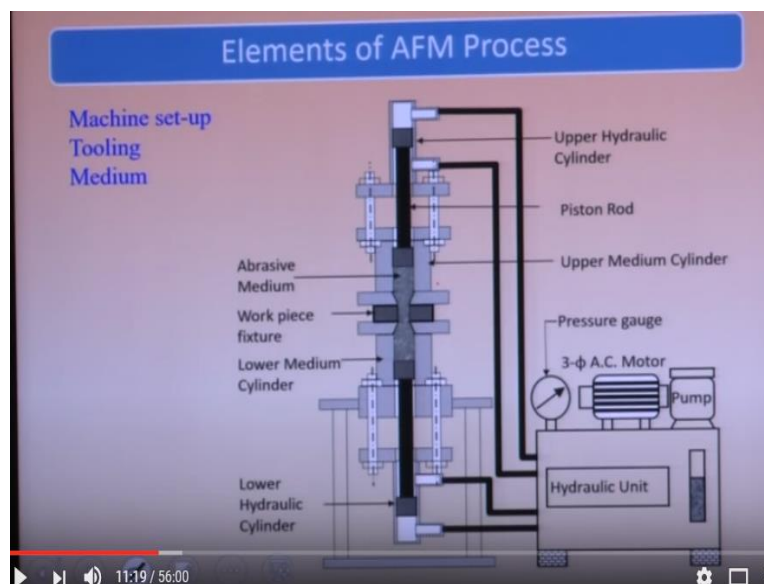 Elements of AFM Process
Machine set-up
Tooling
Medium
Upper Hydraulic
Cylinder
Piston Rod
Abrasive
Medium
Upper Medium Cylinder
Work piece
fixture
Pressure gauge
Lower Medium
Cylinder
3-ϕ A.C. Motor
Pump
Lower
Hydraulic
Cylinder
Hydraulic Unit
11:19 / 56:00